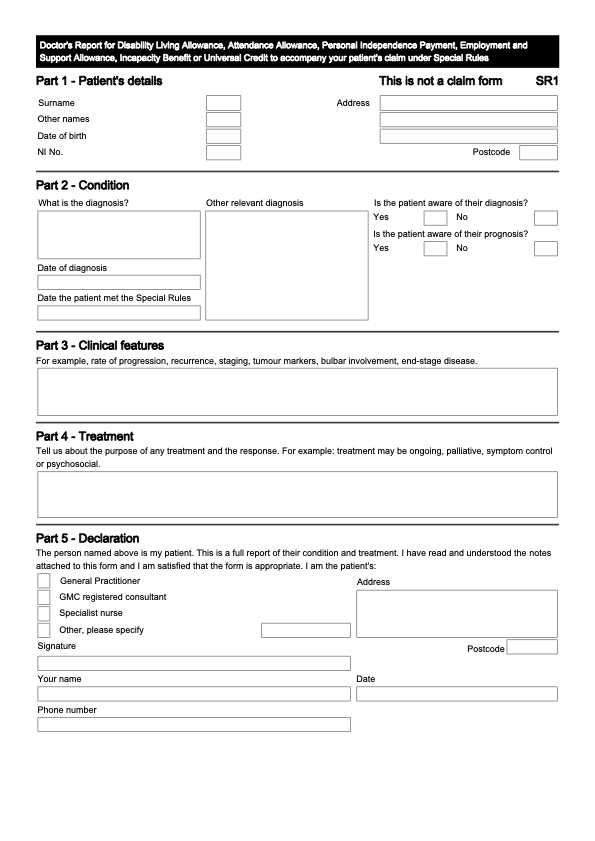 Doctor's Report for Disability Living Allowance, Attendance Allowance, Personal Independence Payment, Employment and
Support Allowance, Incapacity Benefit or Universal Credit to accompany your patient's claim under Special Rules
Part 1 - Patient's details
This is not a claim form SR1
Surname
Address
Other names
Date of birth
NI No.
Postcode
Part 2 - Condition
What is the diagnosis?
Other relevant diagnosis
Is the patient aware of their diagnosis?
Yes No
Is the patient aware of their prognosis?
Yes No
Date of diagnosis
Date the patient met the Special Rules
Part 3 - Clinical features
For example, rate of progression, recurrence, staging, tumour markers, bulbar involvement, end-stage disease.
Part 4 - Treatment
Tell us about the purpose of any treatment and the response. For example: treatment may be ongoing, palliative, symptom control
or psychosocial.
Part 5 - Declaration
The person named above is my patient. This is a full report of their condition and treatment. I have read and understood the notes
attached to this form and I am satisfied that the form is appropriate. I am the patient's:
General Practitioner
Address
GMC registered consultant
Specialist nurse
Other, please specify
Signature
Postcode
Your name
Date
Phone number